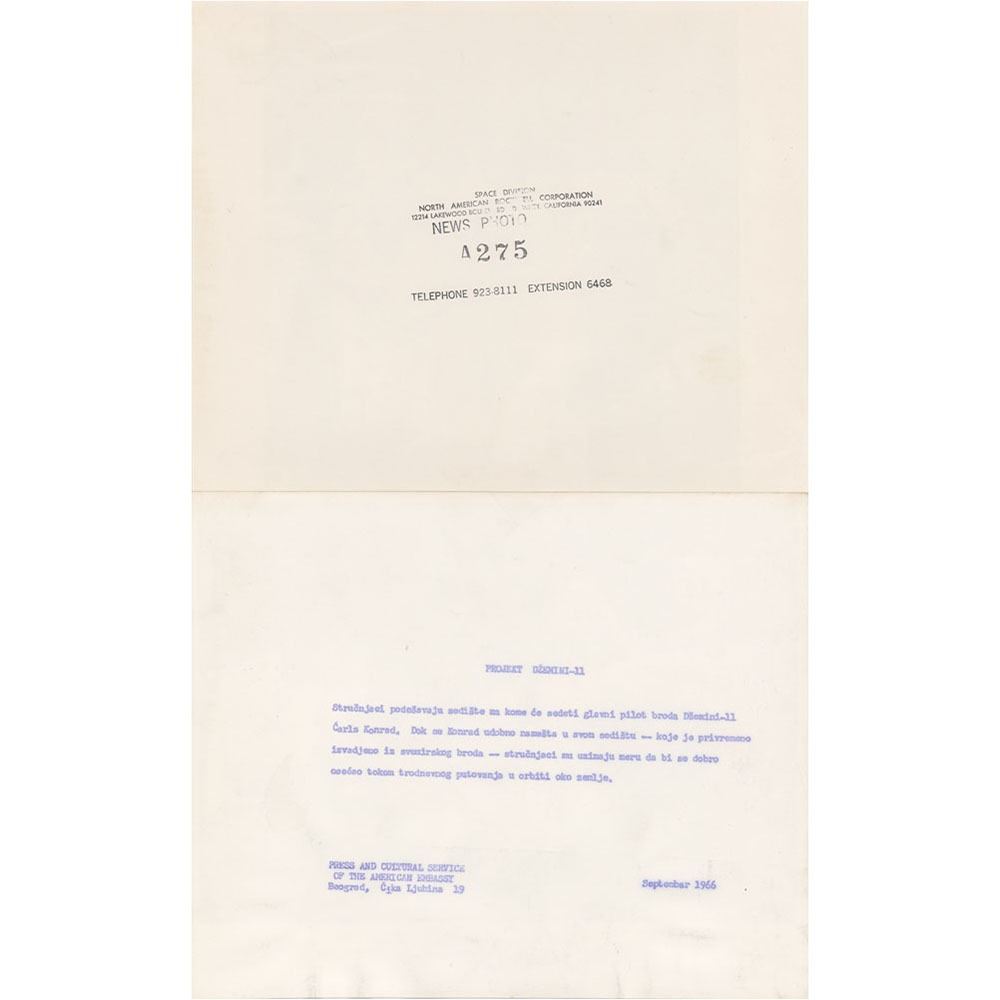 SPACE DIVISION
NORTH AMERICAN CORPORATION
12214 LAKEWOOD CALIFORNIA 90241
NEWS PHOTO
A275
TELEPHONE 923-8111 EXTENSION 6468
PROJEKT DŽEMINI-11
Stručnjaci podešavaju sedište na kome će sedeti glavni pilot broda Džemini-11
Čarls Konrad. Dok se Konrad udobno namešta u svom sedištu -- koje je privremeno
izvadjeno iz svemirskog broda -- stručnjaci mu uzimaju meru da bi se dobro
osećao tokom trodnevnog putovanja u orbiti oko zemlje.
PRESS AND CULTURAL SERVICE
OF THE AMERICAN EMBASSY
Beograd, Čika Ljubina 19
Septembar 1966